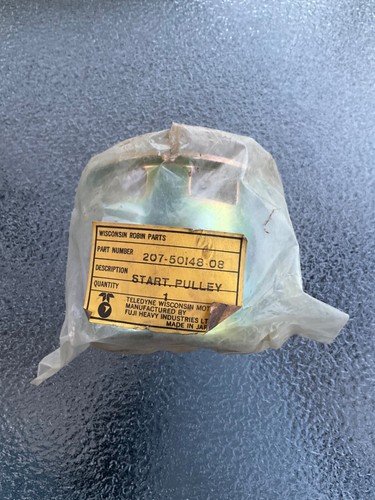 WISCONSIN ROBIN PARTS
PART NUMBER 207-50148-08
DESCRIPTION START PULLEY
QUANTITY 1
TELEDYNE WISCONSIN MOT
MANUFACTURED BY
FUJI HEAVY INDUSTRIES LT
MADE IN JAP